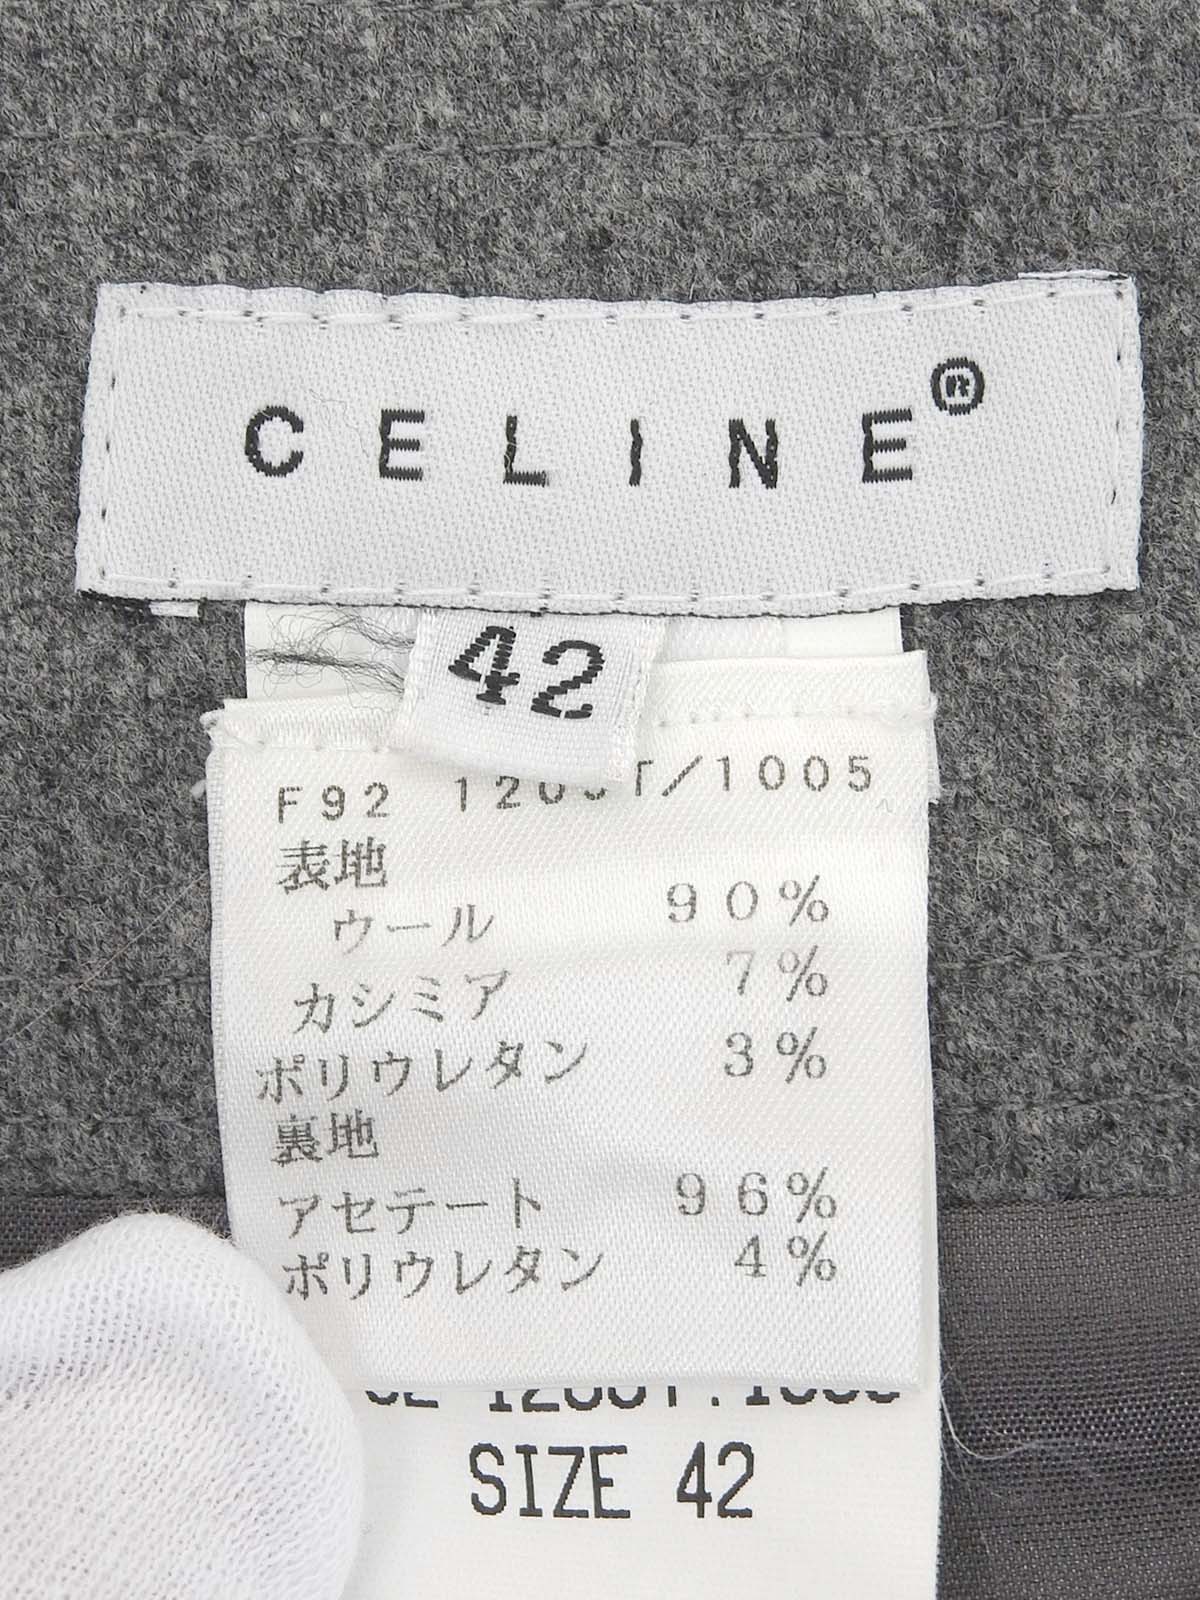 CELINE®
42
F92
表地
ウール 90%
カシミア 7%
ポリウレタン 3%
裏地
アセテート 96%
ポリウレタン 4%
SIZE 42